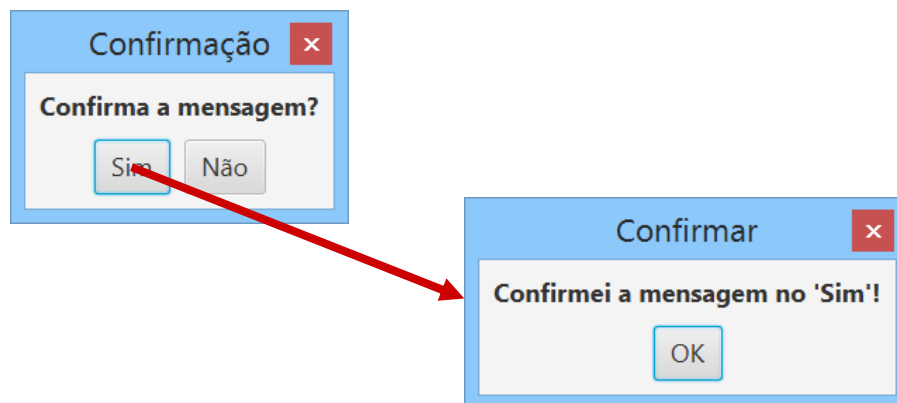 Confirmação
x
Confirma a mensagem?
Sim
Não
Confirmar
x
Confirmei a mensagem no 'Sim'!
OK